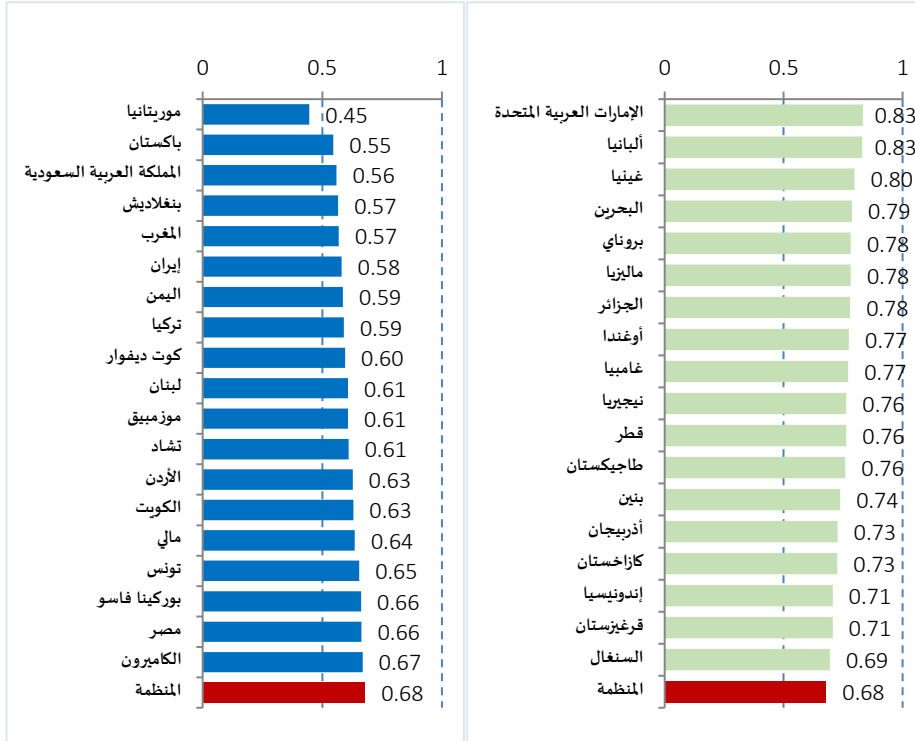 0 0.5 1
موريتانيا 0.45
باكستان 0.55
المملكة العربية السعودية 0.56
بنغلاديش 0.57
المغرب 0.57
إيران 0.58
اليمن 0.59
تركيا 0.59
كوت ديفوار 0.60
لبنان 0.61
موزمبيق 0.61
تشاد 0.61
الأردن 0.63
الكويت 0.63
مالي 0.64
تونس 0.65
بوركينا فاسو 0.66
مصر 0.66
الكاميرون 0.67
المنظمة 0.68
0 0.5 1
الإمارات العربية المتحدة 0.83
ألبانيا 0.83
غينيا 0.80
البحرين 0.79
بروناي 0.78
ماليزيا 0.78
الجزائر 0.78
أوغندا 0.77
غامبيا 0.77
نيجيريا 0.76
قطر 0.76
طاجيكستان 0.76
بنين 0.74
أذربيجان 0.73
كازاخستان 0.73
إندونيسيا 0.71
قرغيزستان 0.71
السنغال 0.69
المنظمة 0.68